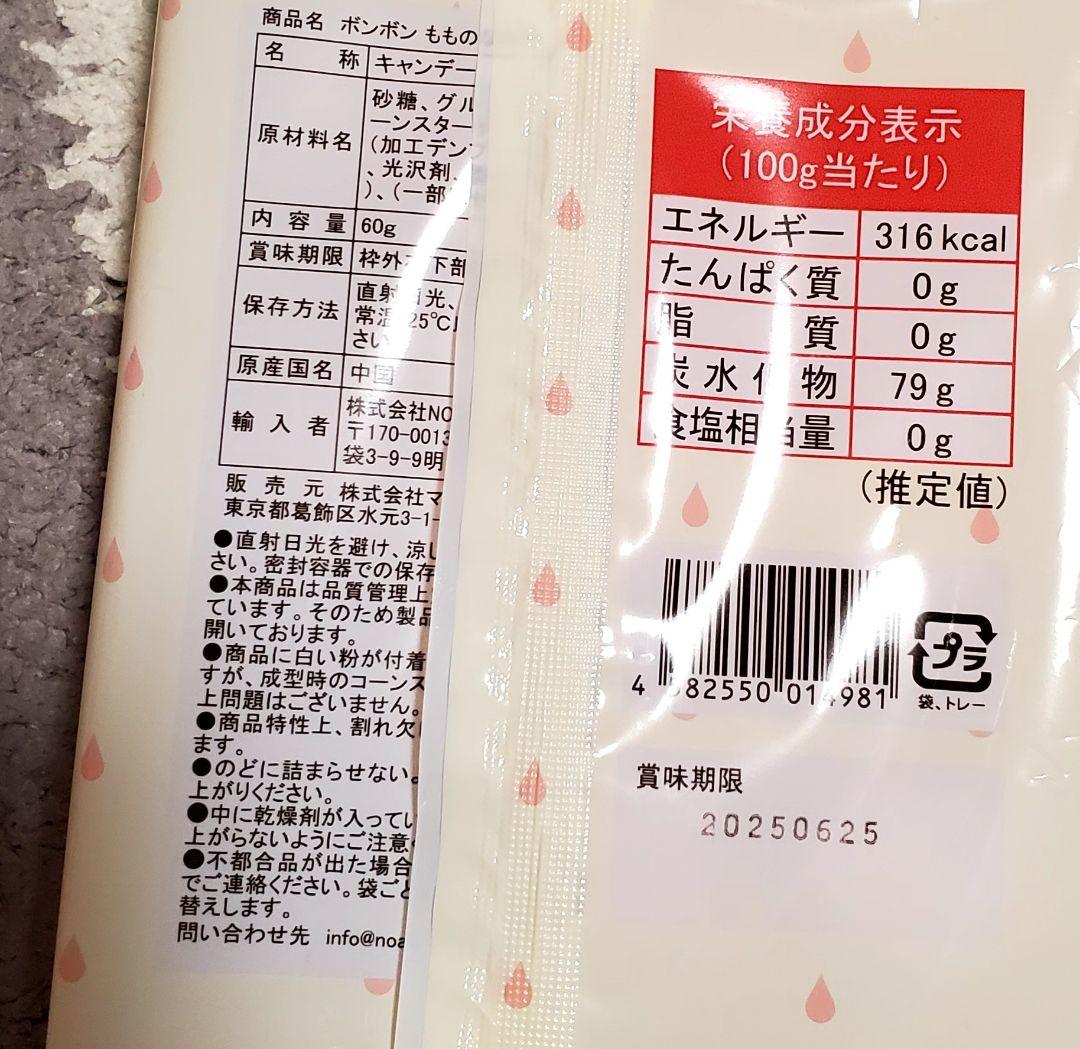 商品名 ボンボン ももの
名 称 キャンデー
原材料名 砂糖、グル
ーンスター
(加工デン
、光沢剤、
)、(一部
内容量 60g
賞味期限 枠外 下部
保存方法 直射日光、
常温 25℃
さい
原産国名 中国
輸入者 株式会社NO
〒170-0013
袋3-9-9明
販売元 株式会社マ
東京都葛飾区水元3-1-
●直射日光を避け、涼し
さい。密封容器での保存
●本商品は品質管理上
ています。そのため製品
開いております。
●商品に白い粉が付着
すが、成型時のコーンス
上問題はございません。
●商品特性上、割れ欠
ます。
●のどに詰まらせない
上がりください。
●中に乾燥剤が入ってい
上がらないようにご注意
●不都合品が出た場合
でご連絡ください。袋ごと
替えします。
問い合わせ先 info@noa
栄養成分表示
(100g当たり)
エネルギー 316kcal
たんぱく質 0g
脂質 0g
炭水化物 79g
食塩相当量 0g
(推定値)
4 582550 014981
プラ
袋、トレー
賞味期限
20250625